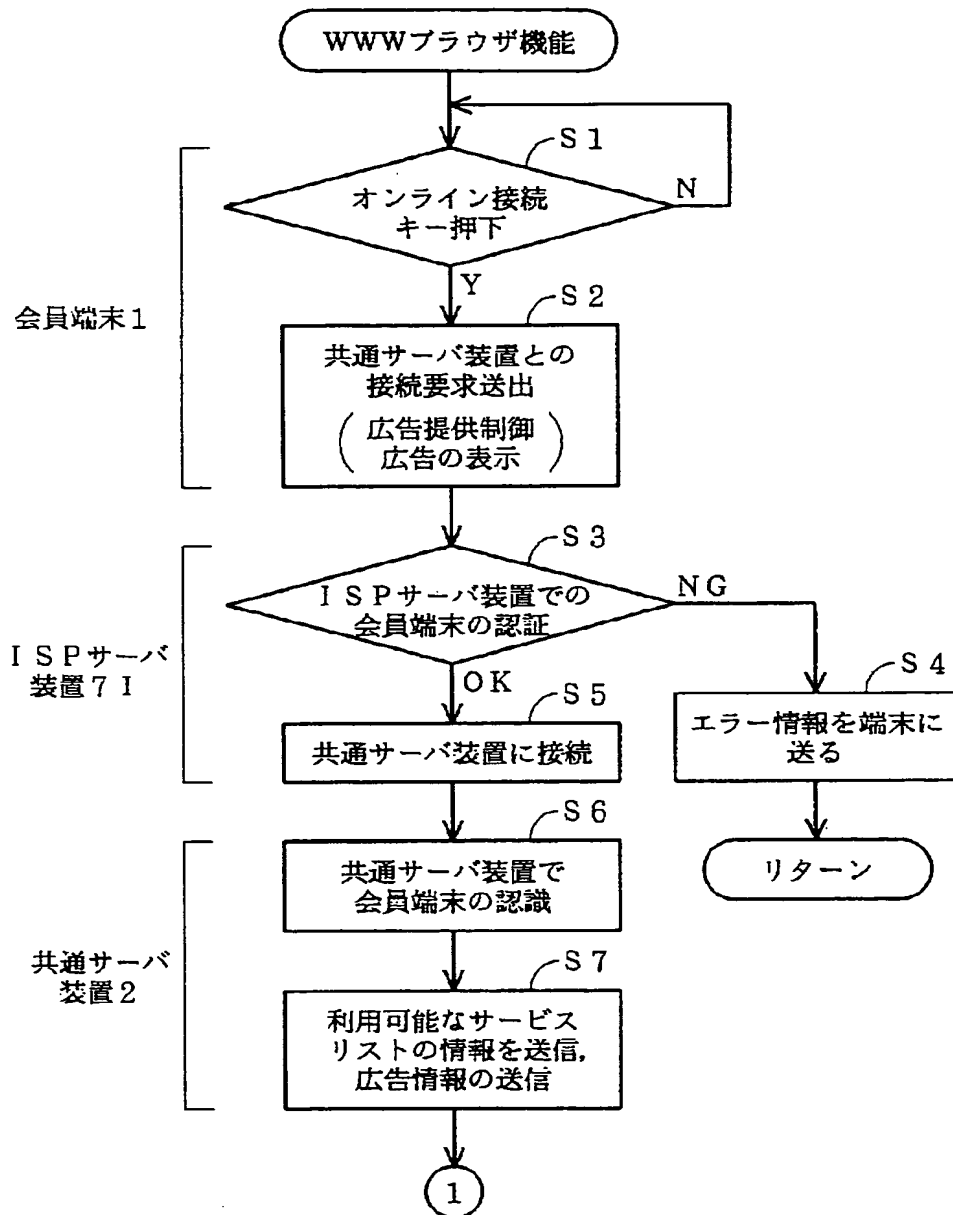 WWWブラウザ機能
S1
オンライン接続
キー押下
N
Y
会員端末1
S2
共通サーバ装置との
接続要求送出
(広告提供制御
広告の表示)
S3
ISPサーバ装置での
会員端末の認証
NG
OK
ISPサーバ
装置7I
S4
エラー情報を端末に
送る
S5
共通サーバ装置に接続
リターン
S6
共通サーバ装置で
会員端末の認識
共通サーバ
装置2
S7
利用可能なサービス
リストの情報を送信,
広告情報の送信
1